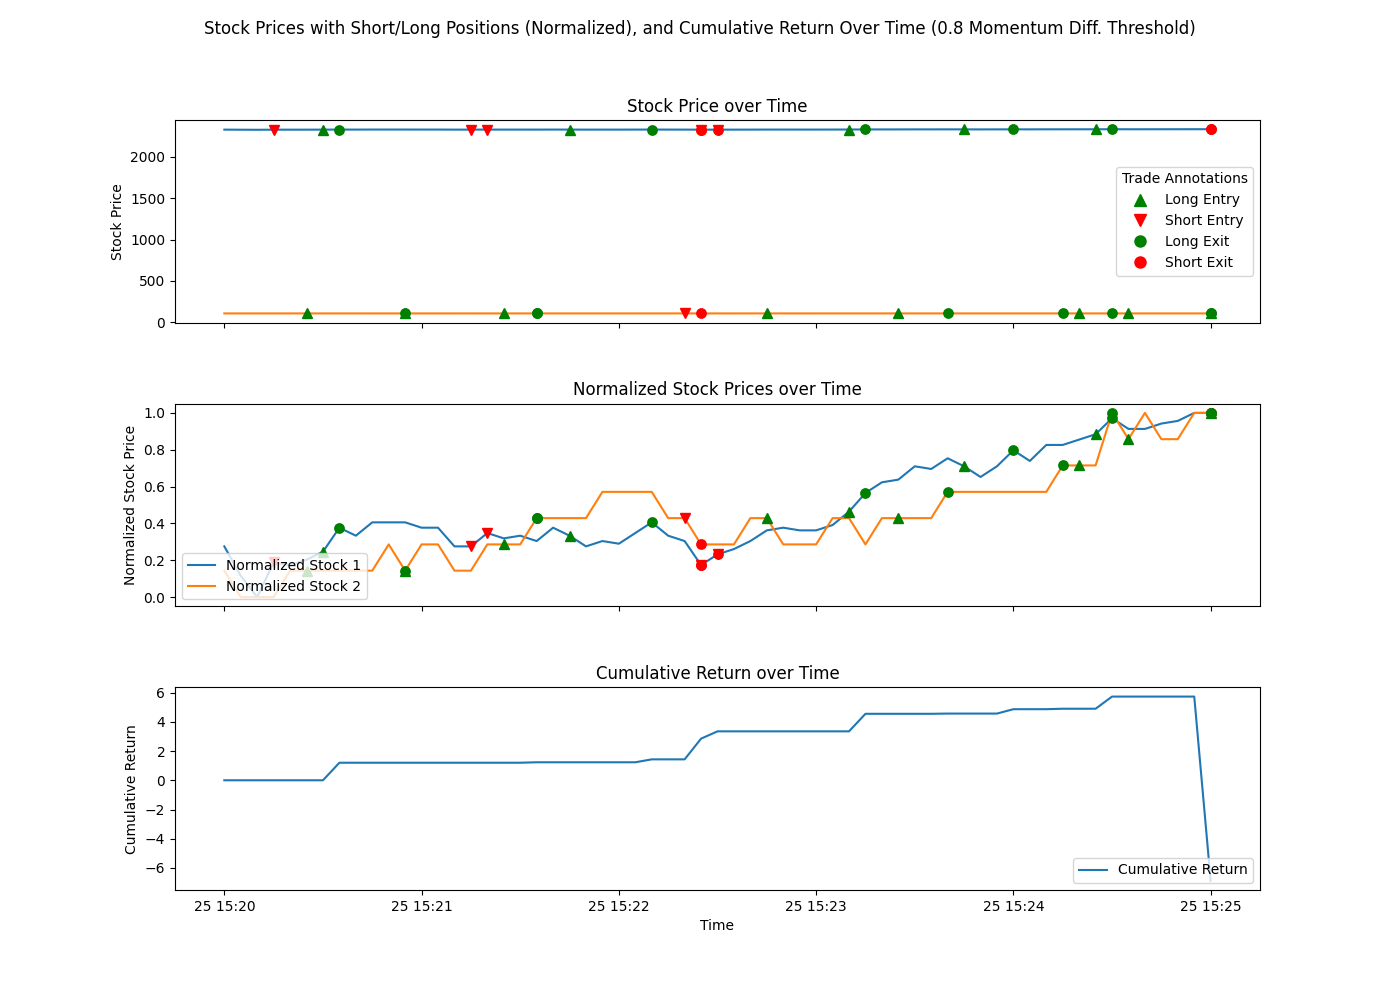 Stock Prices with Short/Long Positions (Normalized), and Cumulative Return Over Time (0.8 Momentum Diff. Threshold)
Stock Price over Time
Stock Price
2000
1500
1000
500
0
Trade Annotations
Long Entry
Short Entry
Long Exit
Short Exit
Normalized Stock Prices over Time
Normalized Stock Price
1.0
0.8
0.6
0.4
0.2
0.0
Normalized Stock 1
Normalized Stock 2
Cumulative Return over Time
Cumulative Return
6
4
2
0
−2
−4
−6
Cumulative Return
25 15:20
25 15:21
25 15:22
25 15:23
25 15:24
25 15:25
Time